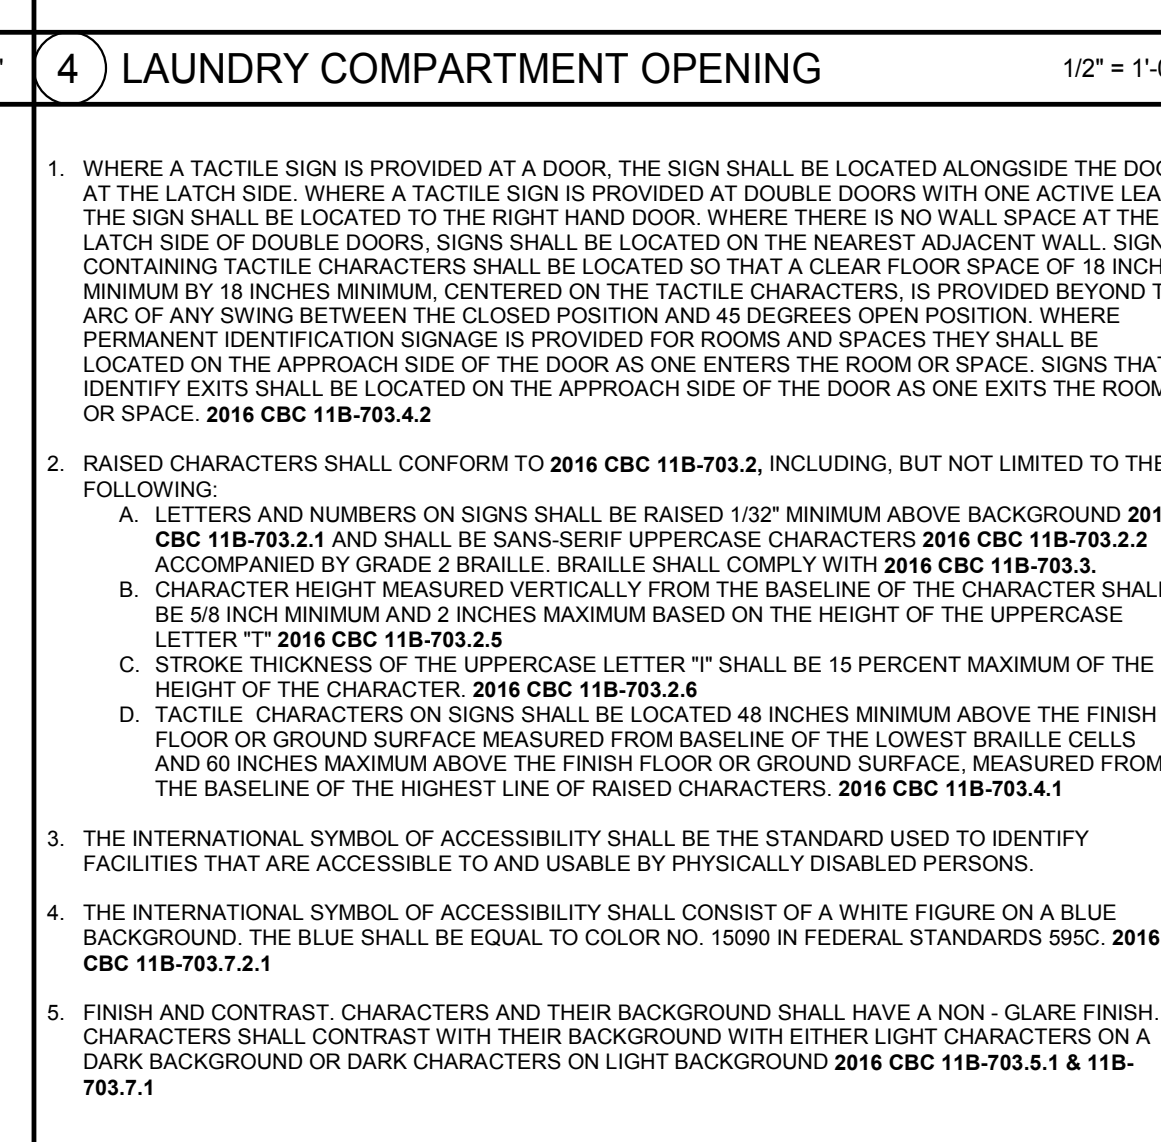 4 LAUNDRY COMPARTMENT OPENING 1/2" = 1'-
1. WHERE A TACTILE SIGN IS PROVIDED AT A DOOR, THE SIGN SHALL BE LOCATED ALONGSIDE THE
AT THE LATCH SIDE. WHERE A TACTILE SIGN IS PROVIDED AT DOUBLE DOORS WITH ONE ACTIVE
THE SIGN SHALL BE LOCATED TO THE RIGHT HAND DOOR. WHERE THERE IS NO WALL SPACE AT THE
LATCH SIDE OF DOUBLE DOORS, SIGNS SHALL BE LOCATED ON THE NEAREST ADJACENT WALL. SIGN
CONTAINING TACTILE CHARACTERS SHALL BE LOCATED SO THAT A CLEAR FLOOR SPACE OF 18 INCH
MINIMUM BY 18 INCHES MINIMUM, CENTERED ON THE TACTILE CHARACTERS, IS PROVIDED BEYOND
ARC OF ANY SWING BETWEEN THE CLOSED POSITION AND 45 DEGREES OPEN POSITION. WHERE
PERMANENT IDENTIFICATION SIGNAGE IS PROVIDED FOR ROOMS AND SPACES THEY SHALL BE
LOCATED ON THE APPROACH SIDE OF THE DOOR AS ONE ENTERS THE ROOM OR SPACE. SIGNS THAT
IDENTIFY EXITS SHALL BE LOCATED ON THE APPROACH SIDE OF THE DOOR AS ONE EXITS THE ROOM
OR SPACE. 2016 CBC 11B-703.4.2
2. RAISED CHARACTERS SHALL CONFORM TO 2016 CBC 11B-703.2, INCLUDING, BUT NOT LIMITED TO THE
FOLLOWING:
A. LETTERS AND NUMBERS ON SIGNS SHALL BE RAISED 1/32" MINIMUM ABOVE BACKGROUND 201
CBC 11B-703.2.1 AND SHALL BE SANS-SERIF UPPERCASE CHARACTERS 2016 CBC 11B-703.2.2
ACCOMPANIED BY GRADE 2 BRAILLE. BRAILLE SHALL COMPLY WITH 2016 CBC 11B-703.3.
B. CHARACTER HEIGHT MEASURED VERTICALLY FROM THE BASELINE OF THE CHARACTER SHALL
BE 5/8 INCH MINIMUM AND 2 INCHES MAXIMUM BASED ON THE HEIGHT OF THE UPPERCASE
LETTER "T" 2016 CBC 11B-703.2.5
C. STROKE THICKNESS OF THE UPPERCASE LETTER "I" SHALL BE 15 PERCENT MAXIMUM OF THE
HEIGHT OF THE CHARACTER. 2016 CBC 11B-703.2.6
D. TACTILE CHARACTERS ON SIGNS SHALL BE LOCATED 48 INCHES MINIMUM ABOVE THE FINISH
FLOOR OR GROUND SURFACE MEASURED FROM BASELINE OF THE LOWEST BRAILLE CELLS
AND 60 INCHES MAXIMUM ABOVE THE FINISH FLOOR OR GROUND SURFACE, MEASURED FROM
THE BASELINE OF THE HIGHEST LINE OF RAISED CHARACTERS. 2016 CBC 11B-703.4.1
3. THE INTERNATIONAL SYMBOL OF ACCESSIBILITY SHALL BE THE STANDARD USED TO IDENTIFY
FACILITIES THAT ARE ACCESSIBLE TO AND USABLE BY PHYSICALLY DISABLED PERSONS.
4. THE INTERNATIONAL SYMBOL OF ACCESSIBILITY SHALL CONSIST OF A WHITE FIGURE ON A BLUE
BACKGROUND. THE BLUE SHALL BE EQUAL TO COLOR NO. 15090 IN FEDERAL STANDARDS 595C. 2016
CBC 11B-703.7.2.1
5. FINISH AND CONTRAST. CHARACTERS AND THEIR BACKGROUND SHALL HAVE A NON - GLARE FINISH.
CHARACTERS SHALL CONTRAST WITH THEIR BACKGROUND WITH EITHER LIGHT CHARACTERS ON A
DARK BACKGROUND OR DARK CHARACTERS ON LIGHT BACKGROUND 2016 CBC 11B-703.5.1 & 11B-
703.7.1